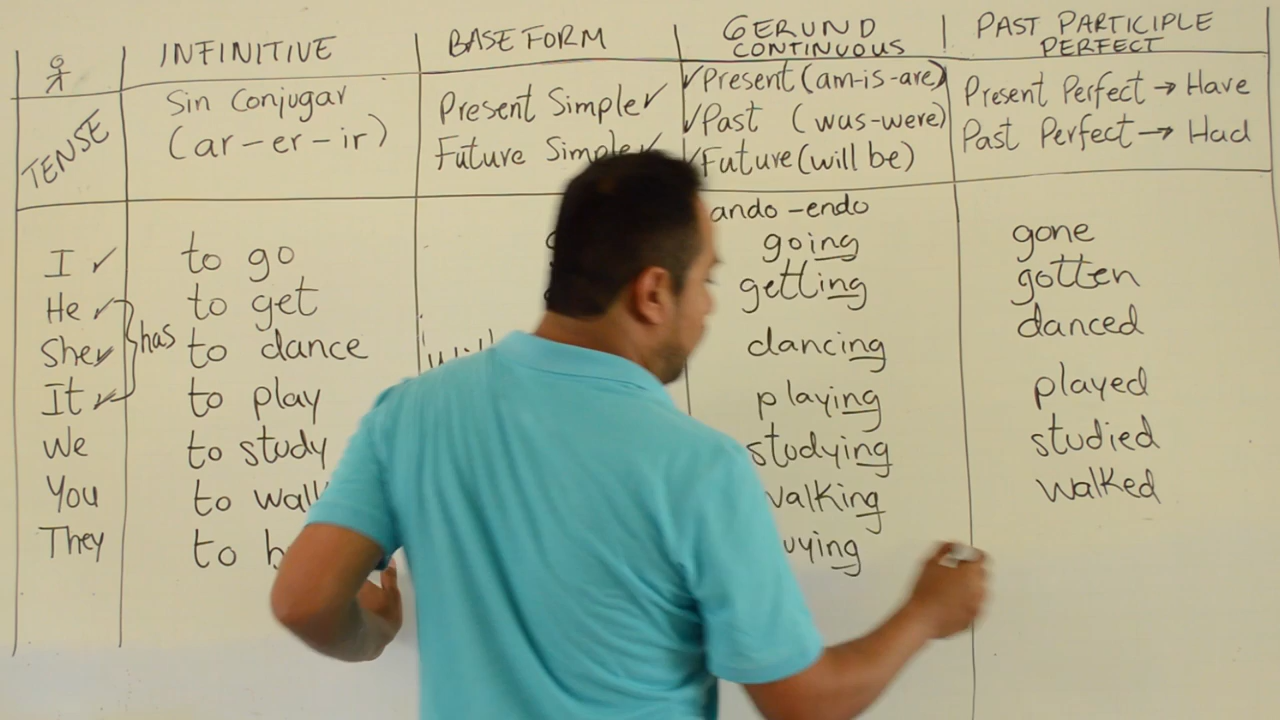 INFINITIVE
BASE FORM
GERUND
CONTINUOUS
PAST PARTICIPLE
PERFECT
TENSE
Sin Conjugar
(ar-er-ir)
Present Simple ✓
Future Simple ✓
✓Present (am-is-are)
✓Past (was-were)
✓Future (will be)
Present Perfect → Have
Past Perfect → Had
ando-endo
I ✓
to go
going
gone
He ✓
to get
getting
gotten
She ✓
has
to dance
dancing
danced
It ✓
to play
playing
played
We
to study
studying
studied
You
to
walking
walked
They
to